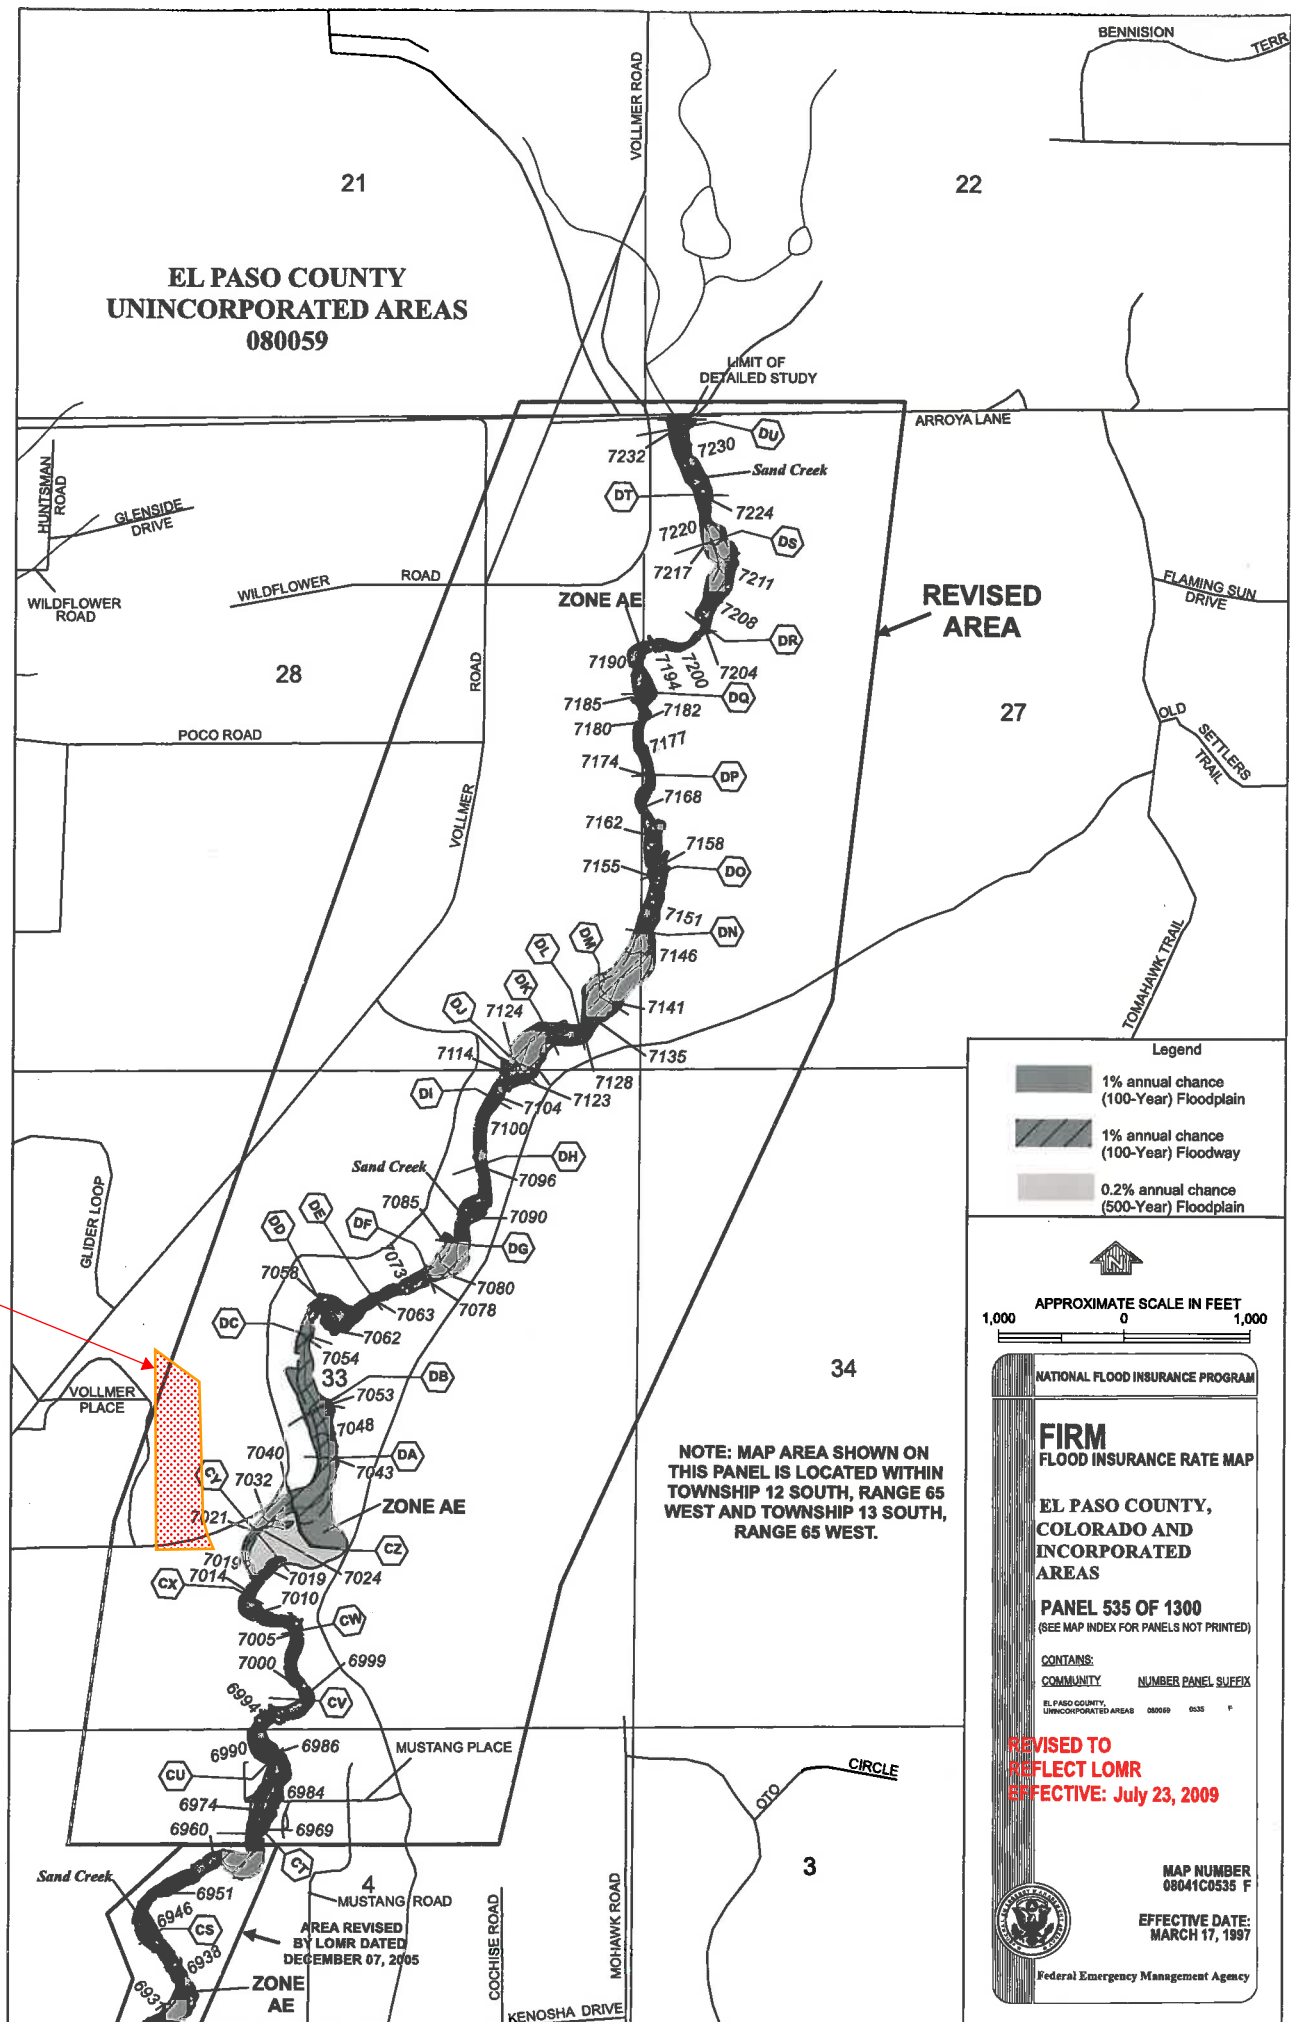 BENNISION
TERR
VOLLMER ROAD
21
22
EL PASO COUNTY
UNINCORPORATED AREAS
080059
LIMIT OF
DETAILED STUDY
ARROYA LANE
DU
7232
7230
Sand Creek
HUNTSMAN
ROAD
GLENSIDE
DRIVE
DT
7224
7220
DS
7217
7211
WILDFLOWER
ROAD
WILDFLOWER
ROAD
ZONE AE
7208
REVISED
AREA
FLAMING SUN
DRIVE
DR
7190
7194
7200
7204
28
ROAD
7185
DQ
7182
7180
27
OLD
SETTLERS
TRAIL
POCO ROAD
7177
7174
DP
7168
VOLLMER
7162
7158
7155
DO
7151
DN
DM
DL
7146
TOMAHAWK TRAIL
DK
DJ
7124
7141
7114
7135
7128
7123
DI
7104
7100
Legend
1% annual chance
(100-Year) Floodplain
1% annual chance
(100-Year) Floodway
0.2% annual chance
(500-Year) Floodplain
DH
Sand Creek
7096
GLIDER LOOP
7085
7090
DD
DE
DF
DG
7073
7058
7080
7078
7063
DC
7062
7054
33
34
N
APPROXIMATE SCALE IN FEET
1,000
0
1,000
VOLLMER
PLACE
DB
7053
7048
7040
DA
7043
CY
7032
ZONE AE
7021
CZ
7019
7019
7024
CX
7014
7010
CW
7005
7000
6999
6994
CV
NOTE: MAP AREA SHOWN ON
THIS PANEL IS LOCATED WITHIN
TOWNSHIP 12 SOUTH, RANGE 65
WEST AND TOWNSHIP 13 SOUTH,
RANGE 65 WEST.
NATIONAL FLOOD INSURANCE PROGRAM
FIRM
FLOOD INSURANCE RATE MAP
EL PASO COUNTY,
COLORADO AND
INCORPORATED
AREAS
PANEL 535 OF 1300
(SEE MAP INDEX FOR PANELS NOT PRINTED)
CONTAINS:
COMMUNITY NUMBER PANEL SUFFIX
EL PASO COUNTY,
UNINCORPORATED AREAS 080059 0535 F
REVISED TO
REFLECT LOMR
EFFECTIVE: July 23, 2009
MAP NUMBER
08041C0535 F
EFFECTIVE DATE:
MARCH 17, 1997
Federal Emergency Management Agency
6990
6986
MUSTANG PLACE
CU
6984
6974
6960
6969
CT
OTO
CIRCLE
3
Sand Creek
6951
4
MUSTANG ROAD
6946
CS
AREA REVISED
BY LOMR DATED
DECEMBER 07, 2005
6938
6931
ZONE
AE
COCHISE ROAD
MOHAWK ROAD
KENOSHA DRIVE